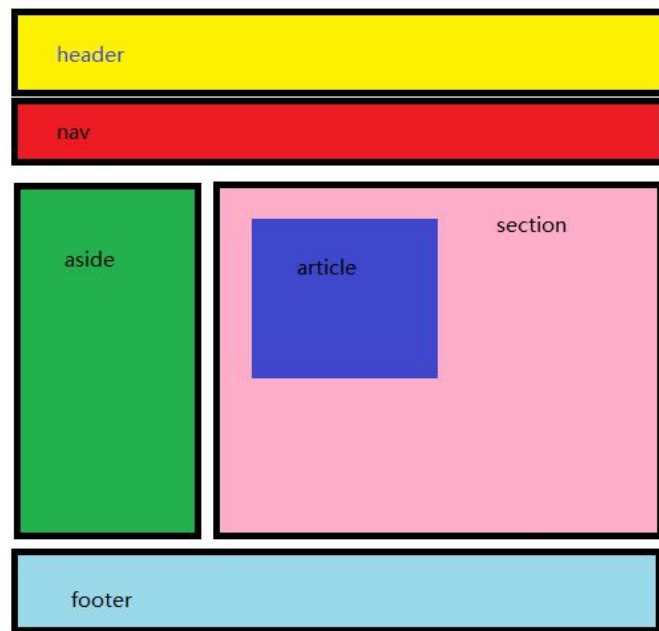 header
nav
aside
section
article
footer